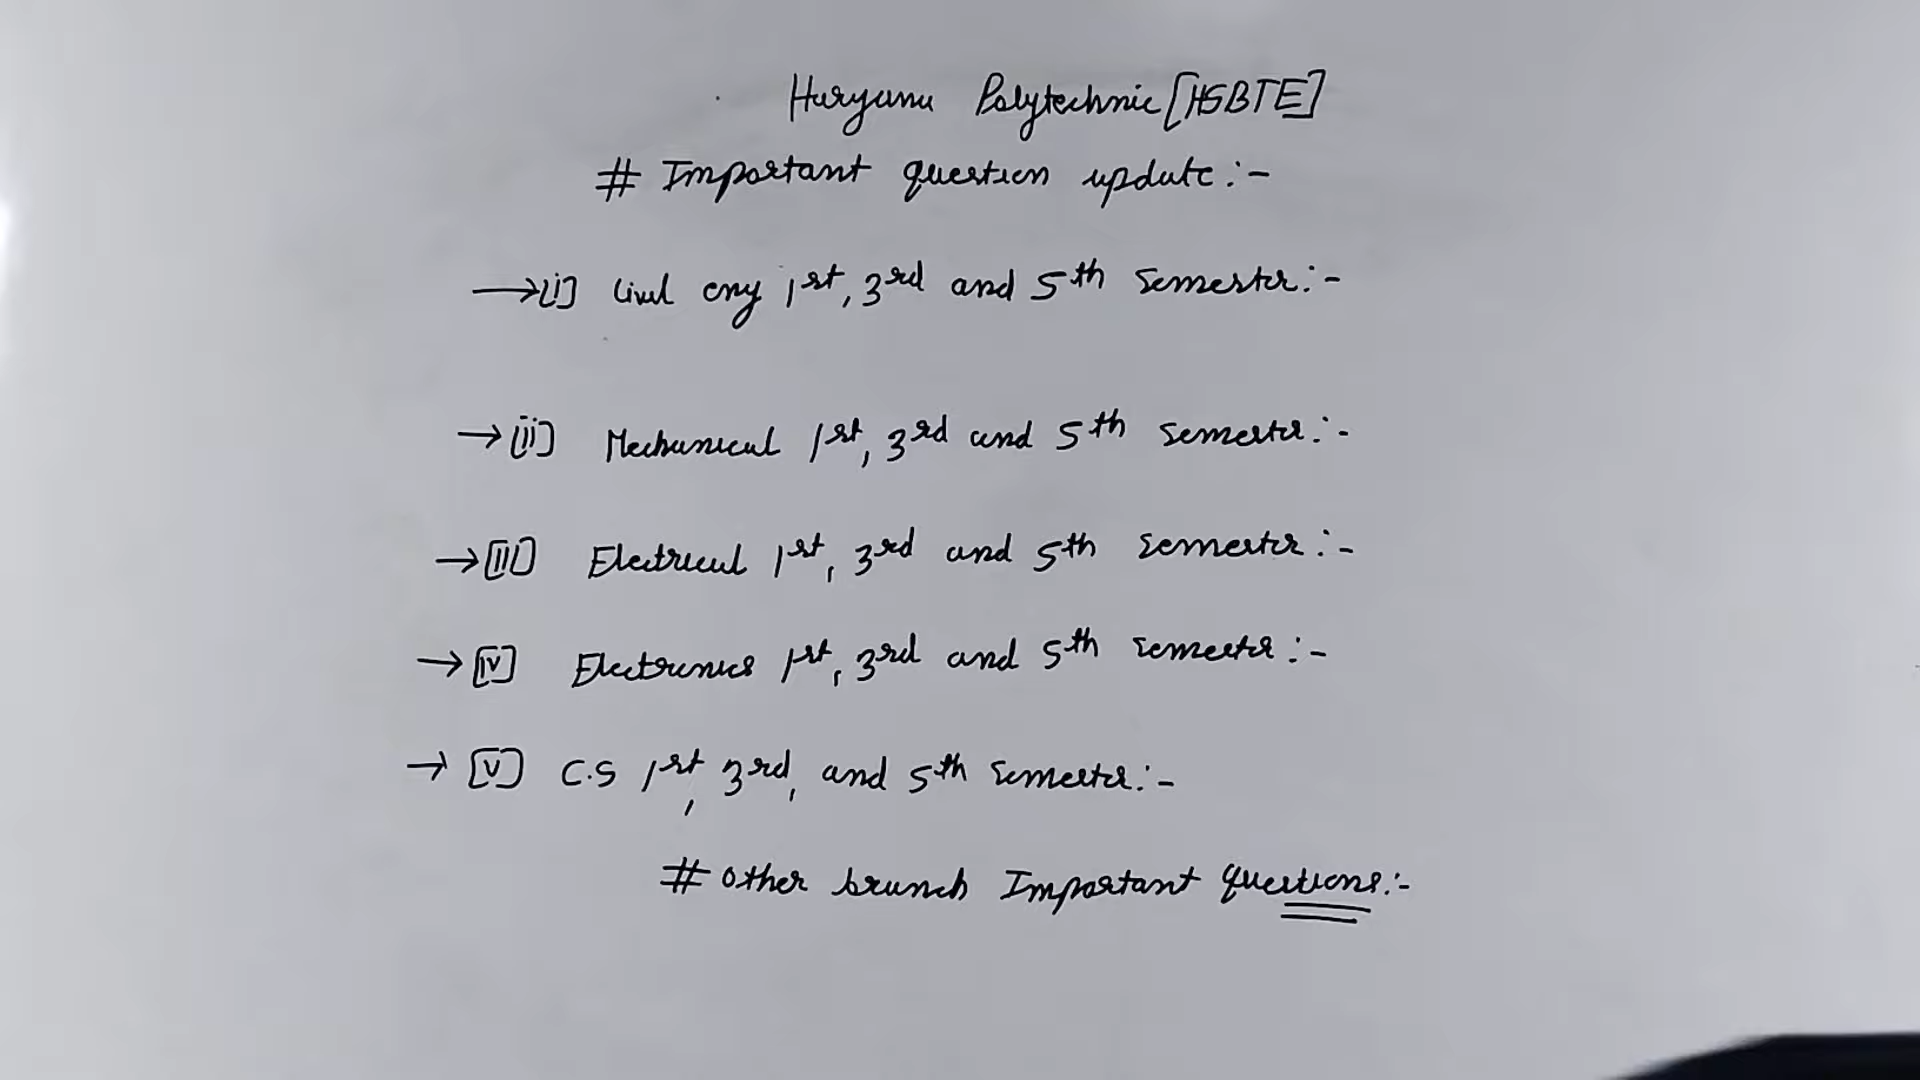 Haryana Polytechnic [HSBTE]
# Important question update:-
→[i] Civil eng 1st, 3rd and 5th Semester:-
→[ii] Mechanical 1st, 3rd and 5th Semester:-
→[iii] Electrical 1st, 3rd and 5th Semester:-
→[iv] Electronics 1st, 3rd and 5th Semester:-
→[v] C.S 1st, 3rd, and 5th Semester:-
# Other branch Important questions:-